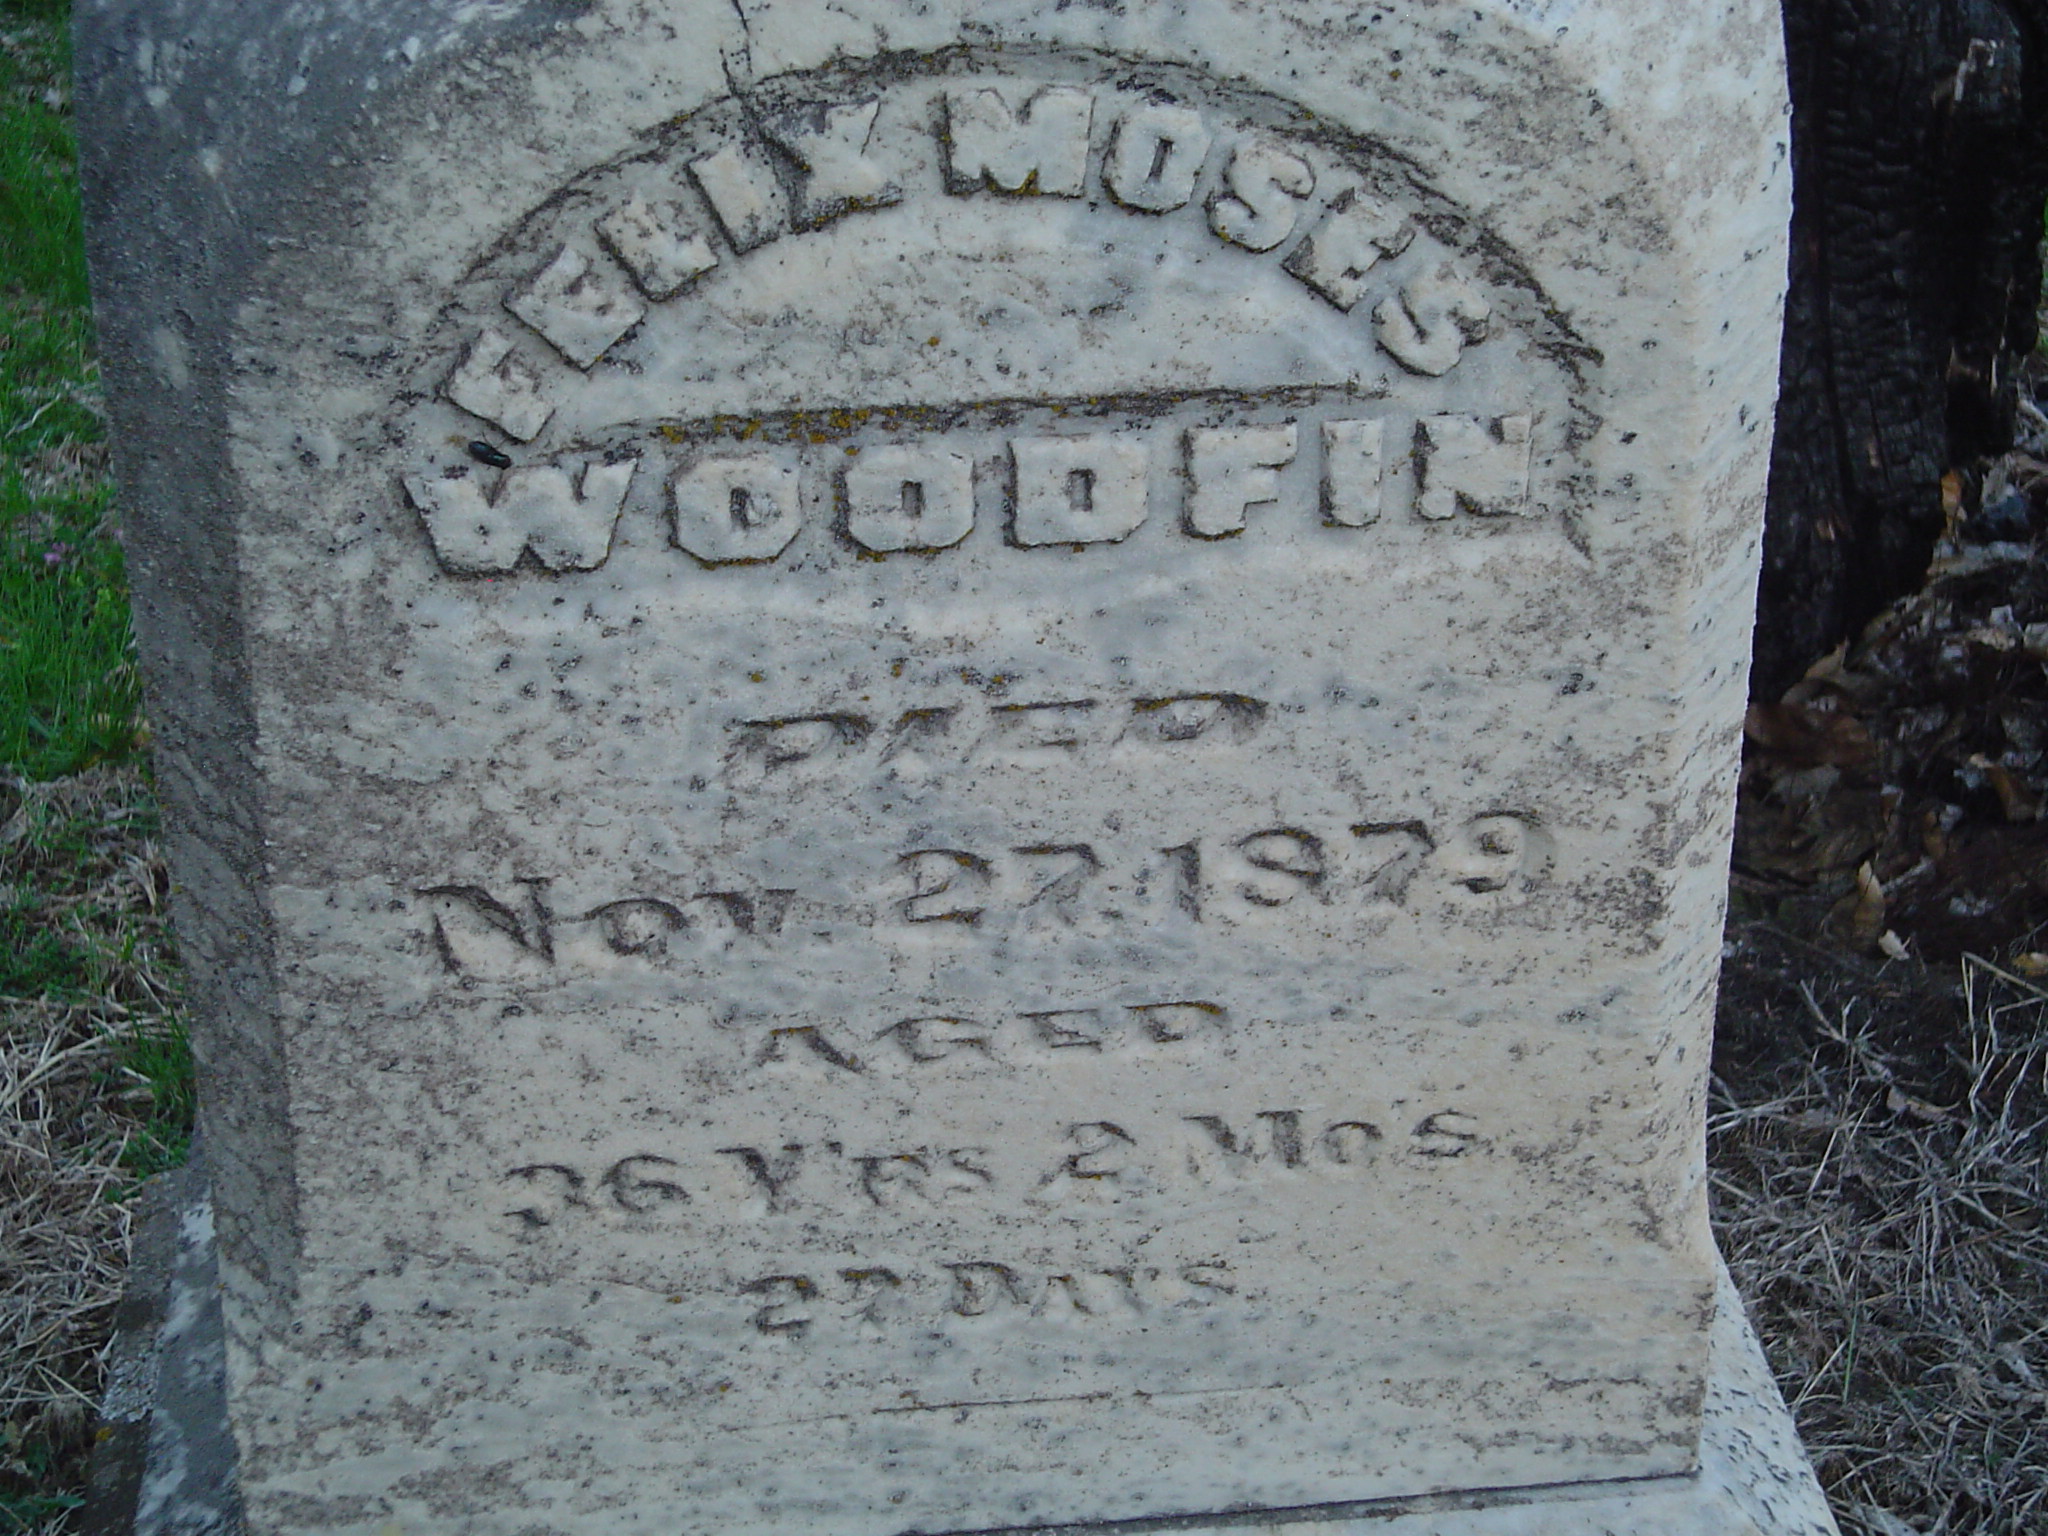 FELIX MOSES
WOODFIN
DIED
Nov. 27, 1879
AGED
36 Y'rs 2 Mo's.
27 Days